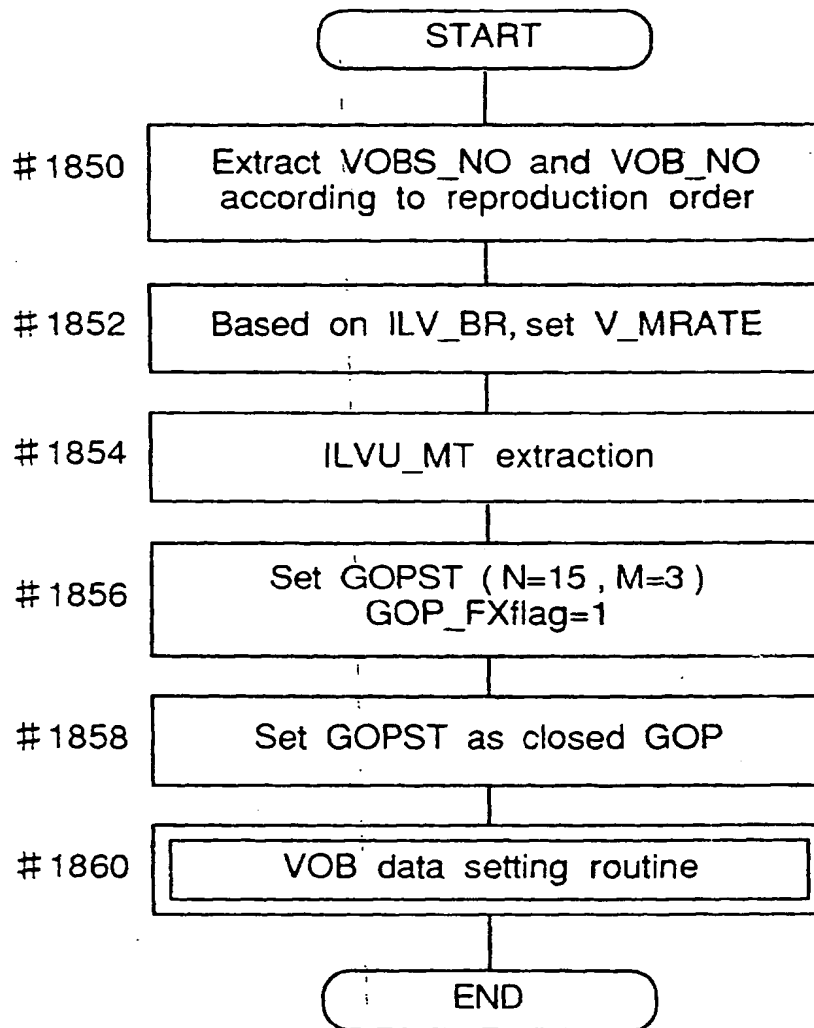 START
#1850 Extract VOBS_NO and VOB_NO
according to reproduction order
#1852 Based on ILV_BR, set V_MRATE
#1854 ILVU_MT extraction
#1856 Set GOPST (N=15, M=3)
GOP_FXflag=1
#1858 Set GOPST as closed GOP
#1860 VOB data setting routine
END